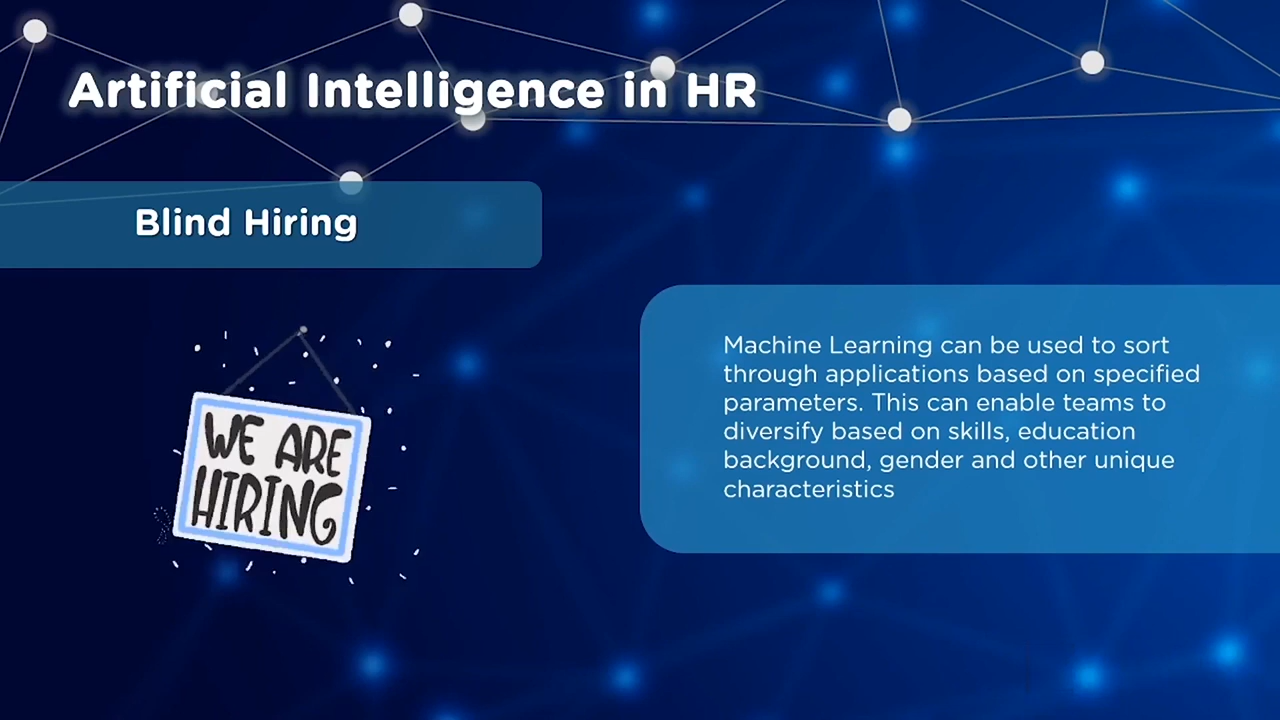 Artificial Intelligence in HR
Blind Hiring
WE ARE
HIRING
Machine Learning can be used to sort
through applications based on specified
parameters. This can enable teams to
diversify based on skills, education
background, gender and other unique
characteristics